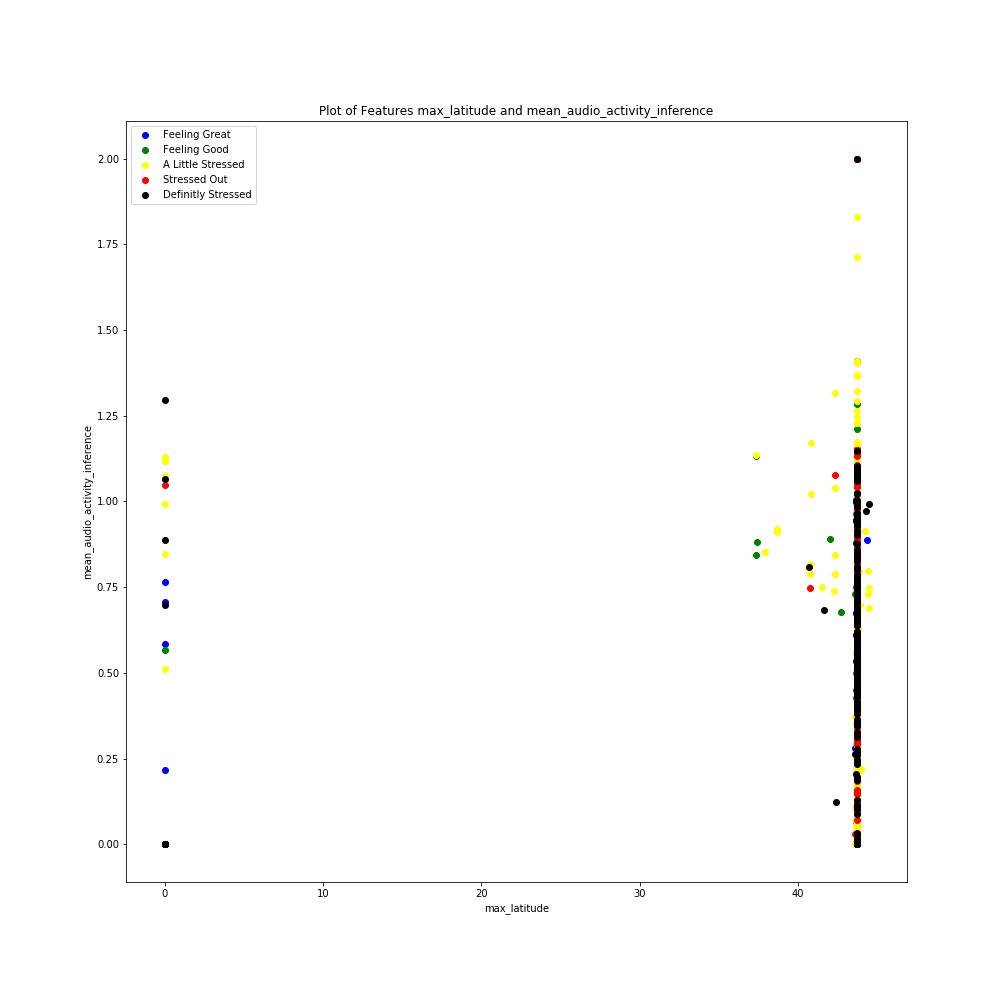 Plot of Features max_latitude and mean_audio_activity_inference
Feeling Great
Feeling Good
A Little Stressed
Stressed Out
Definitly Stressed
2.00
1.75
1.50
1.25
1.00
0.75
0.50
0.25
0.00
mean_audio_activity_inference
0 10 20 30 40
max_latitude